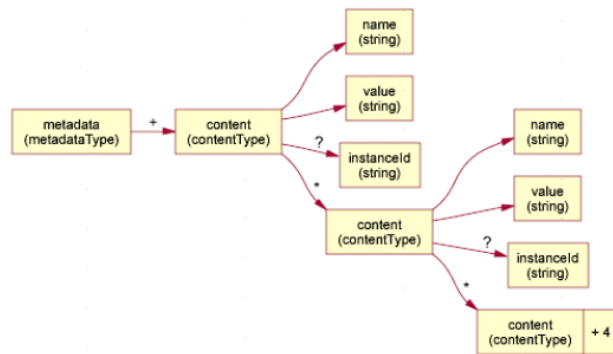 name
(string)
value
(string)
metadata
(metadataType)
+
content
(contentType)
?
instanceId
(string)
*
name
(string)
value
(string)
content
(contentType)
?
instanceId
(string)
*
content
(contentType)
+ 4